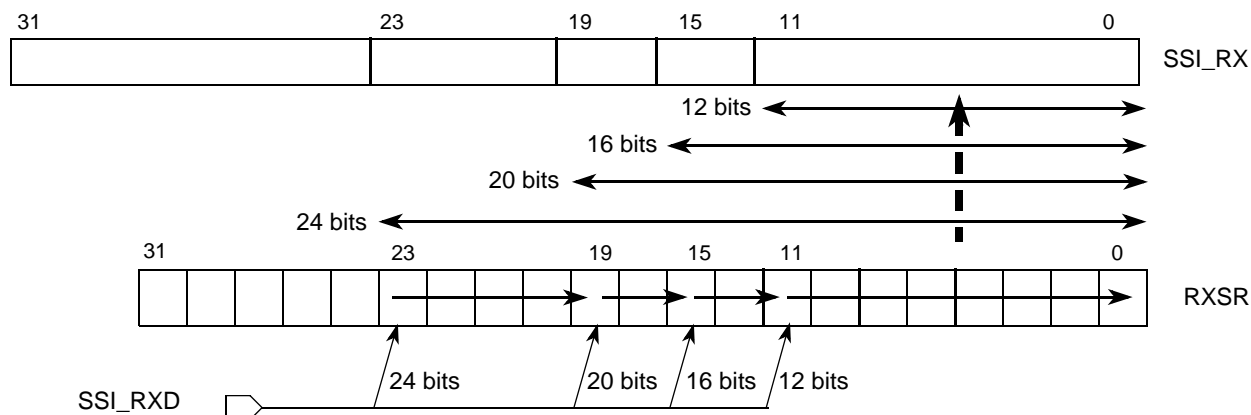 31 23 19 15 11 0
SSI_RX
12 bits
16 bits
20 bits
24 bits
31 23 19 15 11 0
RXSR
24 bits 20 bits 16 bits 12 bits
SSI_RXD